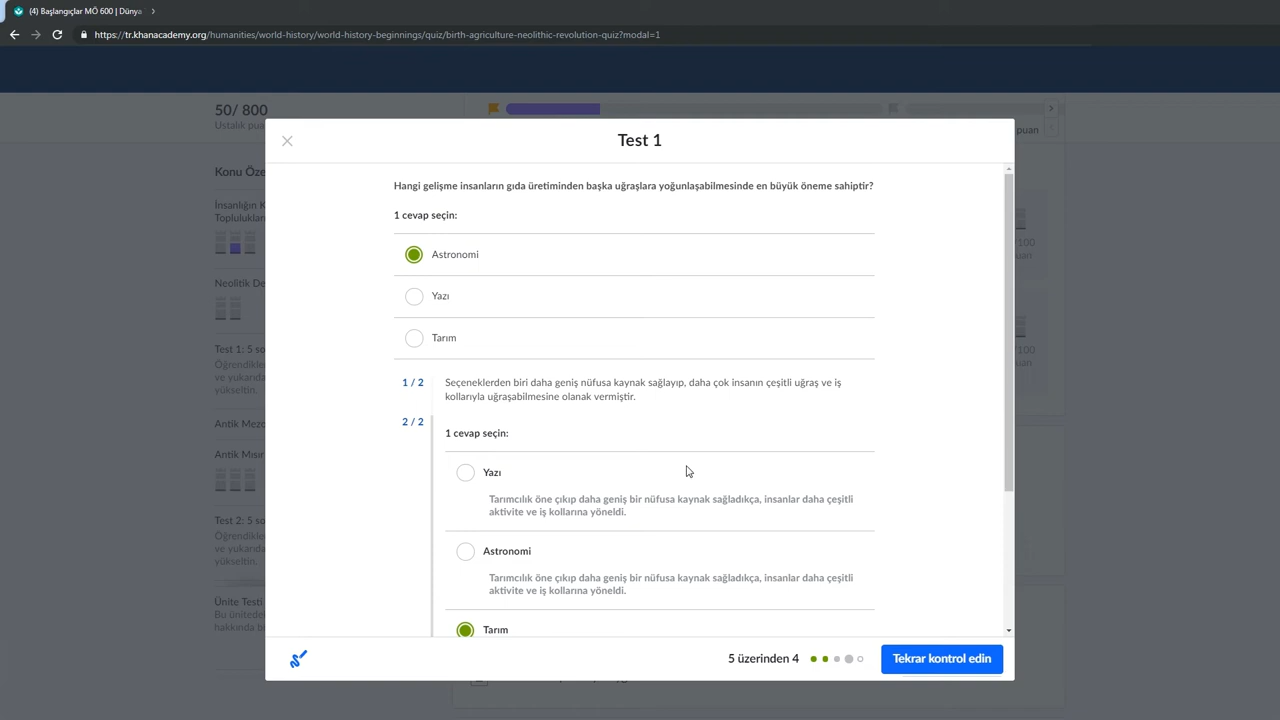 (4) Başlangıçlar MÖ 600 | Dünya
https://tr.khanacademy.org/humanities/world-history/world-history-beginnings/quiz/birth-agriculture-neolithic-revolution-quiz?modal=1
50/ 800
Ustalık pua
puan
Test 1
Konu Öze
İnsanlığın K
Toplulukları
Neolitik De
Test 1: 5 so
Öğrendikler
ve yukarıda
yükseltin.
Antik Mezo
Antik Mısır
Test 2: 5 so
Öğrendikler
ve yukarıda
yükseltin.
Ünite Testi
Bu üniteden
hakkında b
Hangi gelişme insanların gıda üretiminden başka uğraşlara yoğunlaşabilmesinde en büyük öneme sahiptir?
1 cevap seçin:
Astronomi
Yazı
Tarım
1 / 2
Seçeneklerden biri daha geniş nüfusa kaynak sağlayıp, daha çok insanın çeşitli uğraş ve iş
kollarıyla uğraşabilmesine olanak vermiştir.
2 / 2
1 cevap seçin:
Yazı
Tarımcılık öne çıkıp daha geniş bir nüfusa kaynak sağladıkça, insanlar daha çeşitli
aktivite ve iş kollarına yöneldi.
Astronomi
Tarımcılık öne çıkıp daha geniş bir nüfusa kaynak sağladıkça, insanlar daha çeşitli
aktivite ve iş kollarına yöneldi.
Tarım
/100
uan
/100
uan
5 üzerinden 4
Tekrar kontrol edin